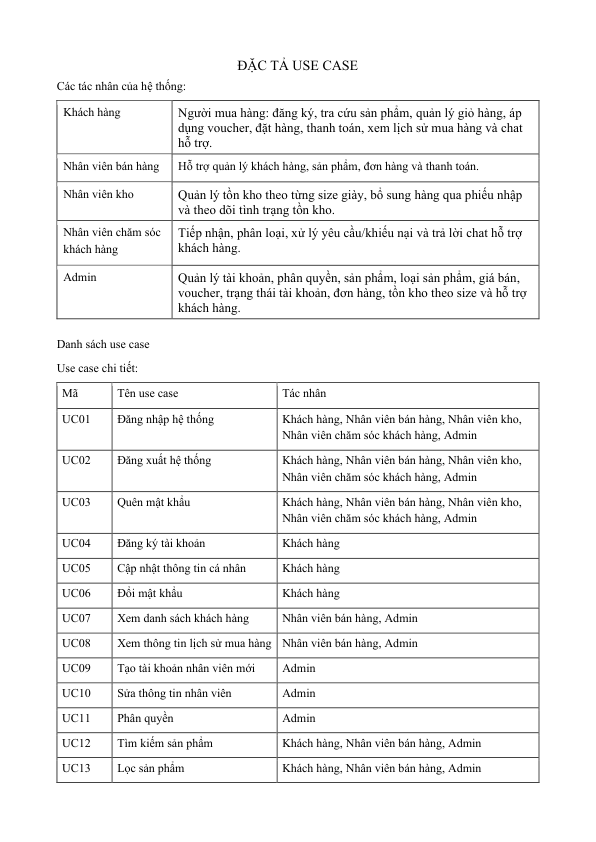 ĐẶC TẢ USE CASE
Các tác nhân của hệ thống:
Khách hàng
Người mua hàng: đăng ký, tra cứu sản phẩm, quản lý giỏ hàng, áp
dụng voucher, đặt hàng, thanh toán, xem lịch sử mua hàng và chat
hỗ trợ.
Nhân viên bán hàng
Hỗ trợ quản lý khách hàng, sản phẩm, đơn hàng và thanh toán.
Nhân viên kho
Quản lý tồn kho theo từng size giày, bổ sung hàng qua phiếu nhập
và theo dõi tình trạng tồn kho.
Nhân viên chăm sóc
khách hàng
Tiếp nhận, phân loại, xử lý yêu cầu/khiếu nại và trả lời chat hỗ trợ
khách hàng.
Admin
Quản lý tài khoản, phân quyền, sản phẩm, loại sản phẩm, giá bán,
voucher, trạng thái tài khoản, đơn hàng, tồn kho theo size và hỗ trợ
khách hàng.
Danh sách use case
Use case chi tiết:
Mã Tên use case Tác nhân
UC01 Đăng nhập hệ thống Khách hàng, Nhân viên bán hàng, Nhân viên kho,
Nhân viên chăm sóc khách hàng, Admin
UC02 Đăng xuất hệ thống Khách hàng, Nhân viên bán hàng, Nhân viên kho,
Nhân viên chăm sóc khách hàng, Admin
UC03 Quên mật khẩu Khách hàng, Nhân viên bán hàng, Nhân viên kho,
Nhân viên chăm sóc khách hàng, Admin
UC04 Đăng ký tài khoản Khách hàng
UC05 Cập nhật thông tin cá nhân Khách hàng
UC06 Đổi mật khẩu Khách hàng
UC07 Xem danh sách khách hàng Nhân viên bán hàng, Admin
UC08 Xem thông tin lịch sử mua hàng Nhân viên bán hàng, Admin
UC09 Tạo tài khoản nhân viên mới Admin
UC10 Sửa thông tin nhân viên Admin
UC11 Phân quyền Admin
UC12 Tìm kiếm sản phẩm Khách hàng, Nhân viên bán hàng, Admin
UC13 Lọc sản phẩm Khách hàng, Nhân viên bán hàng, Admin